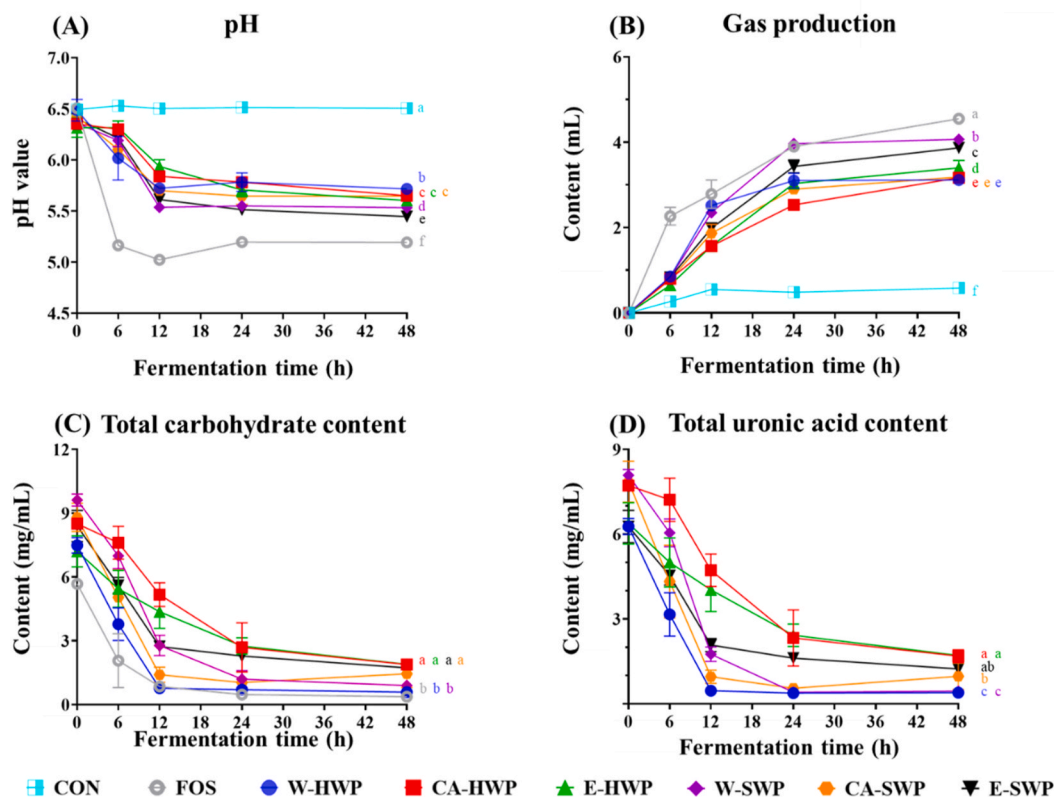 (A) pH
(B) Gas production
7.0
6.5
6.0
5.5
5.0
4.5
pH value
a
b
c c c
d
e
f
0 6 12 18 24 30 36 42 48
Fermentation time (h)
6
4
2
0
Content (mL)
a
b
c
d
e e e
f
0 6 12 18 24 30 36 42 48
Fermentation time (h)
(C) Total carbohydrate content
(D) Total uronic acid content
12
9
6
3
0
Content (mg/mL)
a a a a
b b b
0 6 12 18 24 30 36 42 48
Fermentation time (h)
9
6
3
0
Content (mg/mL)
a a
ab
b
c c
0 6 12 18 24 30 36 42 48
Fermentation time (h)
CON FOS W-HWP CA-HWP E-HWP W-SWP CA-SWP E-SWP